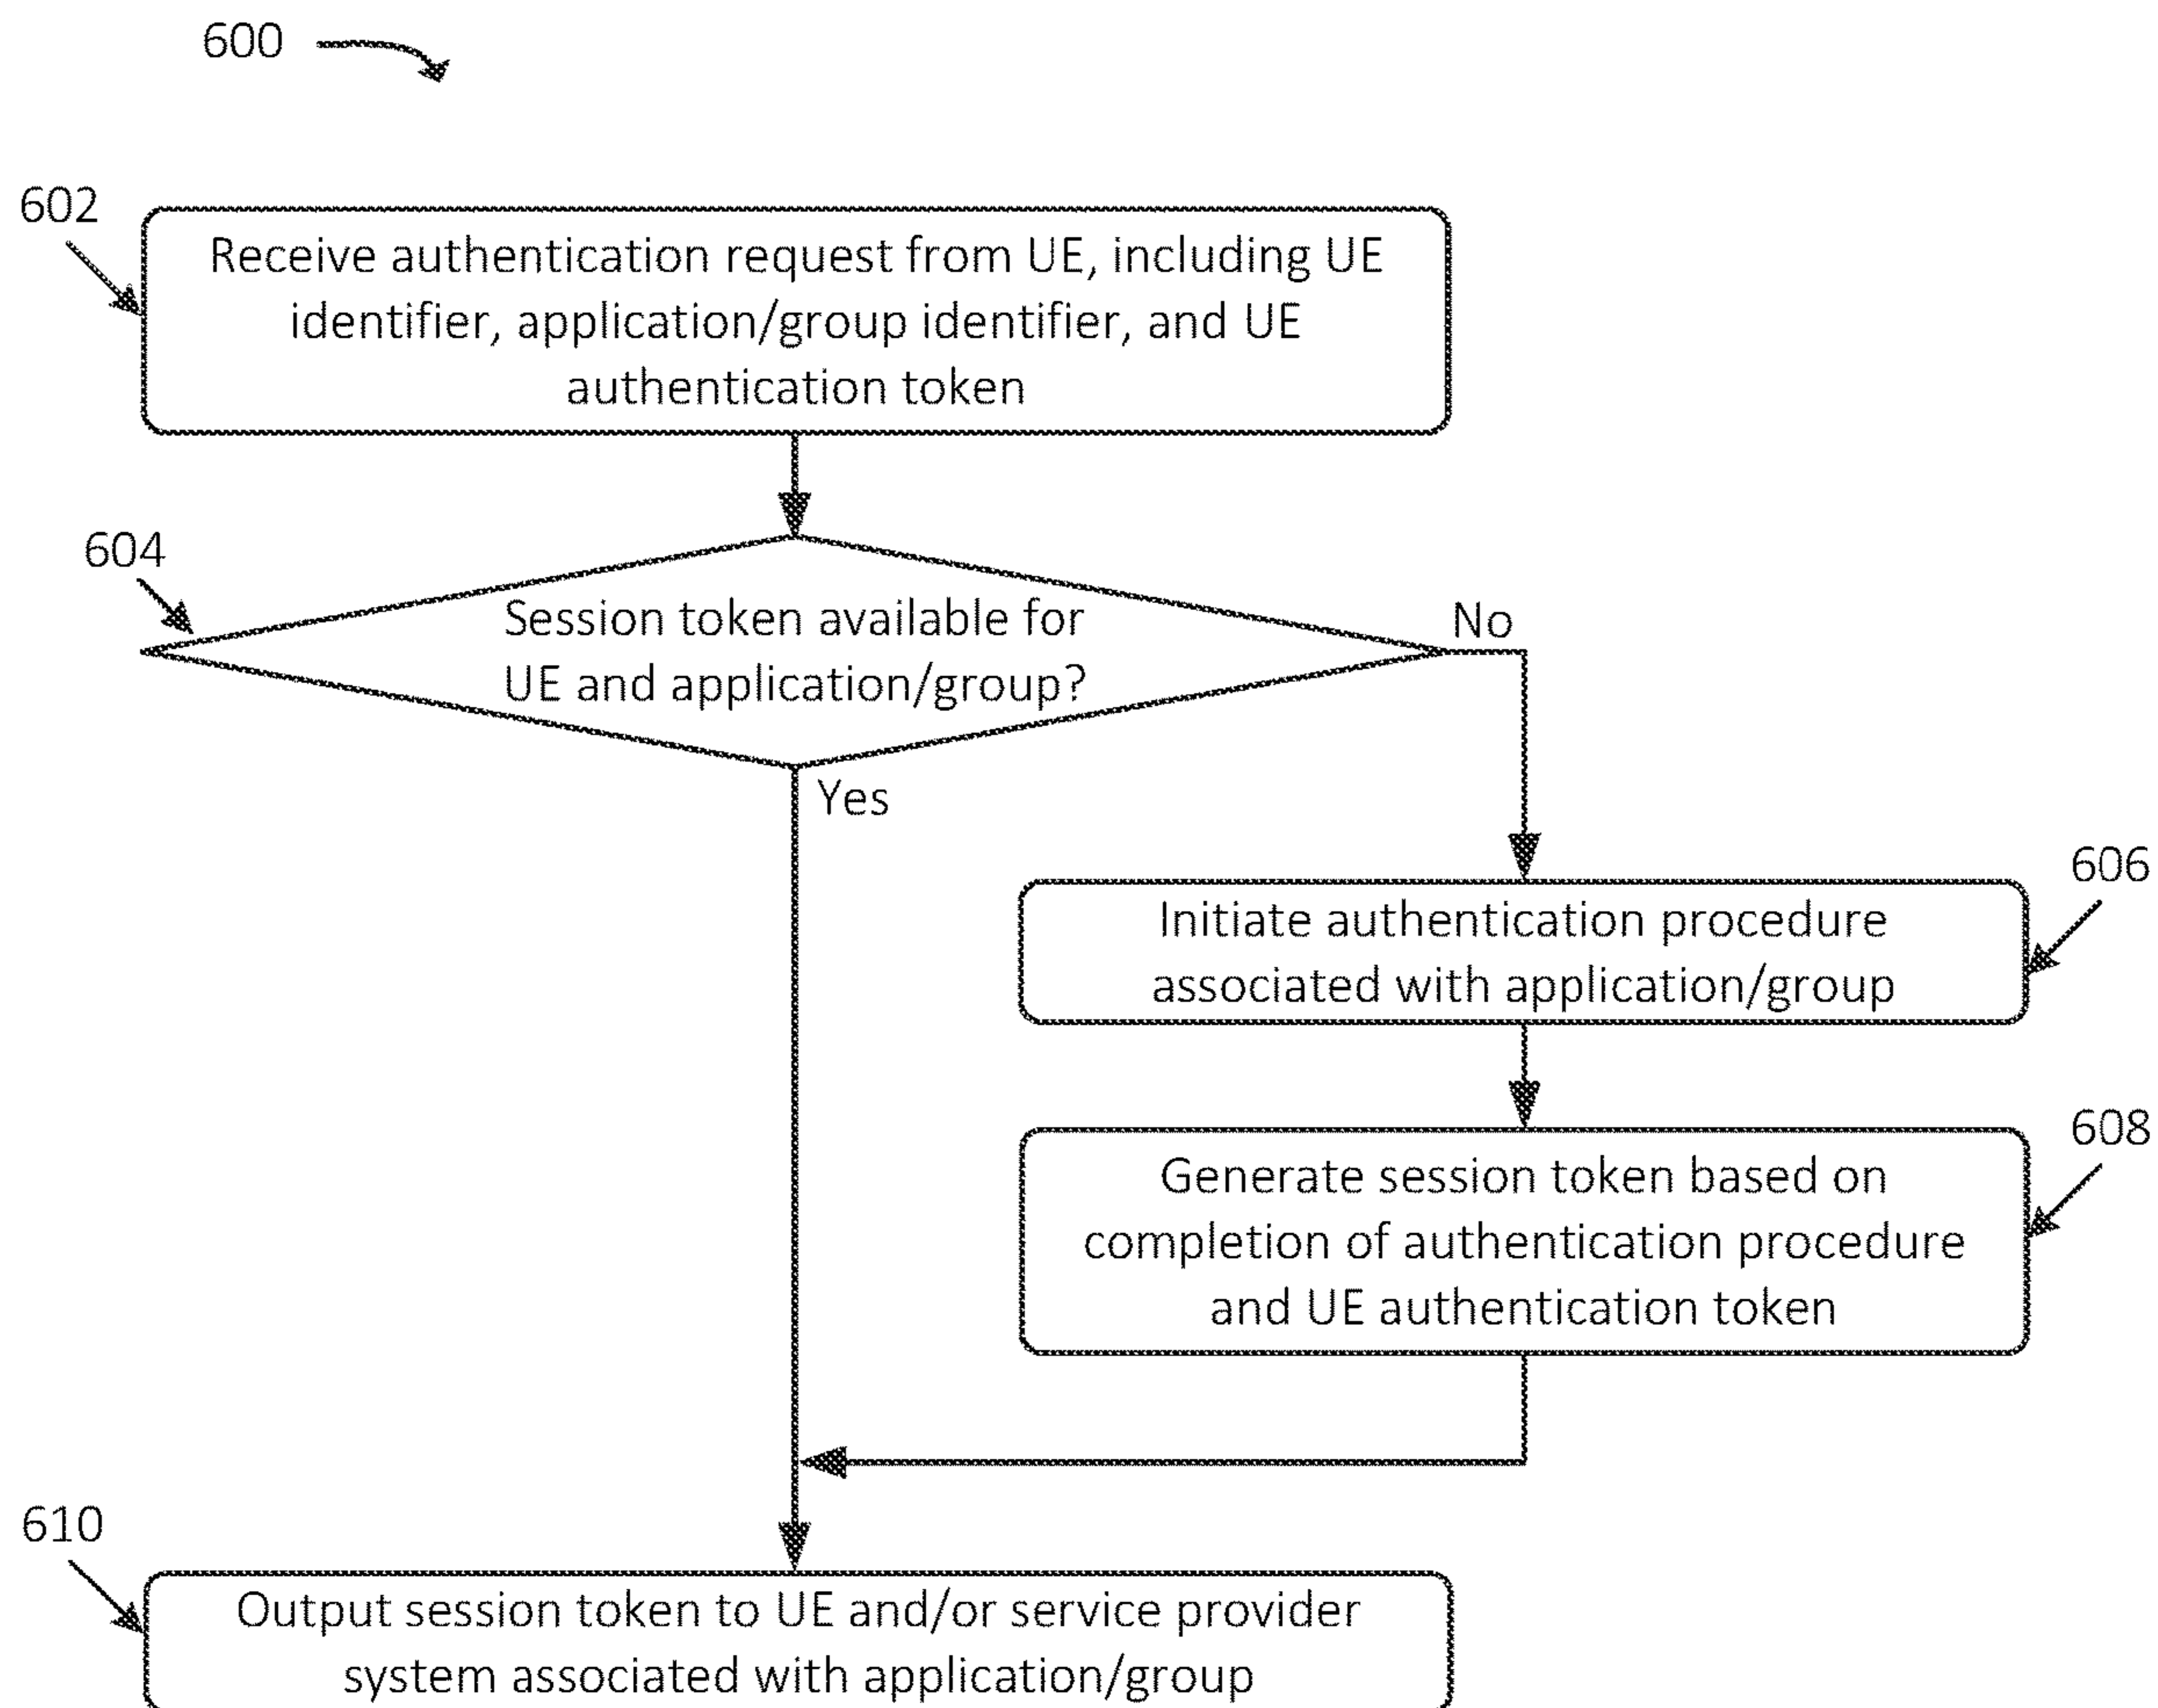 600
602
Receive authentication request from UE, including UE
identifier, application/group identifier, and UE
authentication token
604
Session token available for
UE and application/group?
No
Yes
606
Initiate authentication procedure
associated with application/group
608
Generate session token based on
completion of authentication procedure
and UE authentication token
610
Output session token to UE and/or service provider
system associated with application/group